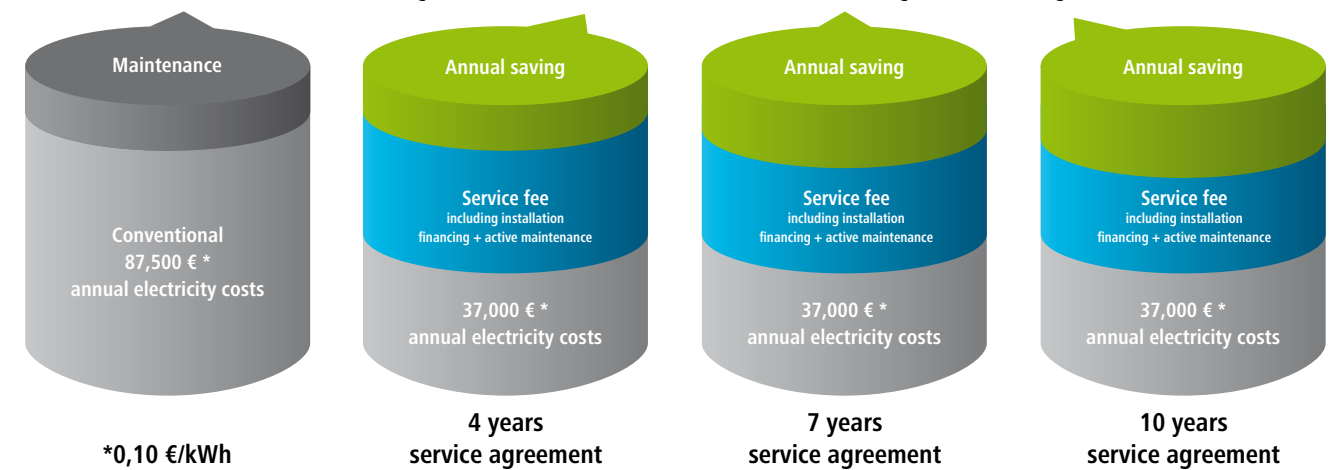 Maintenance
Conventional
87,500 € *
annual electricity costs
*0,10 €/kWh
Annual saving
Service fee
including installation
financing + active maintenance
37,000 € *
annual electricity costs
4 years
service agreement
Annual saving
Service fee
including installation
financing + active maintenance
37,000 € *
annual electricity costs
7 years
service agreement
Annual saving
Service fee
including installation
financing + active maintenance
37,000 € *
annual electricity costs
10 years
service agreement